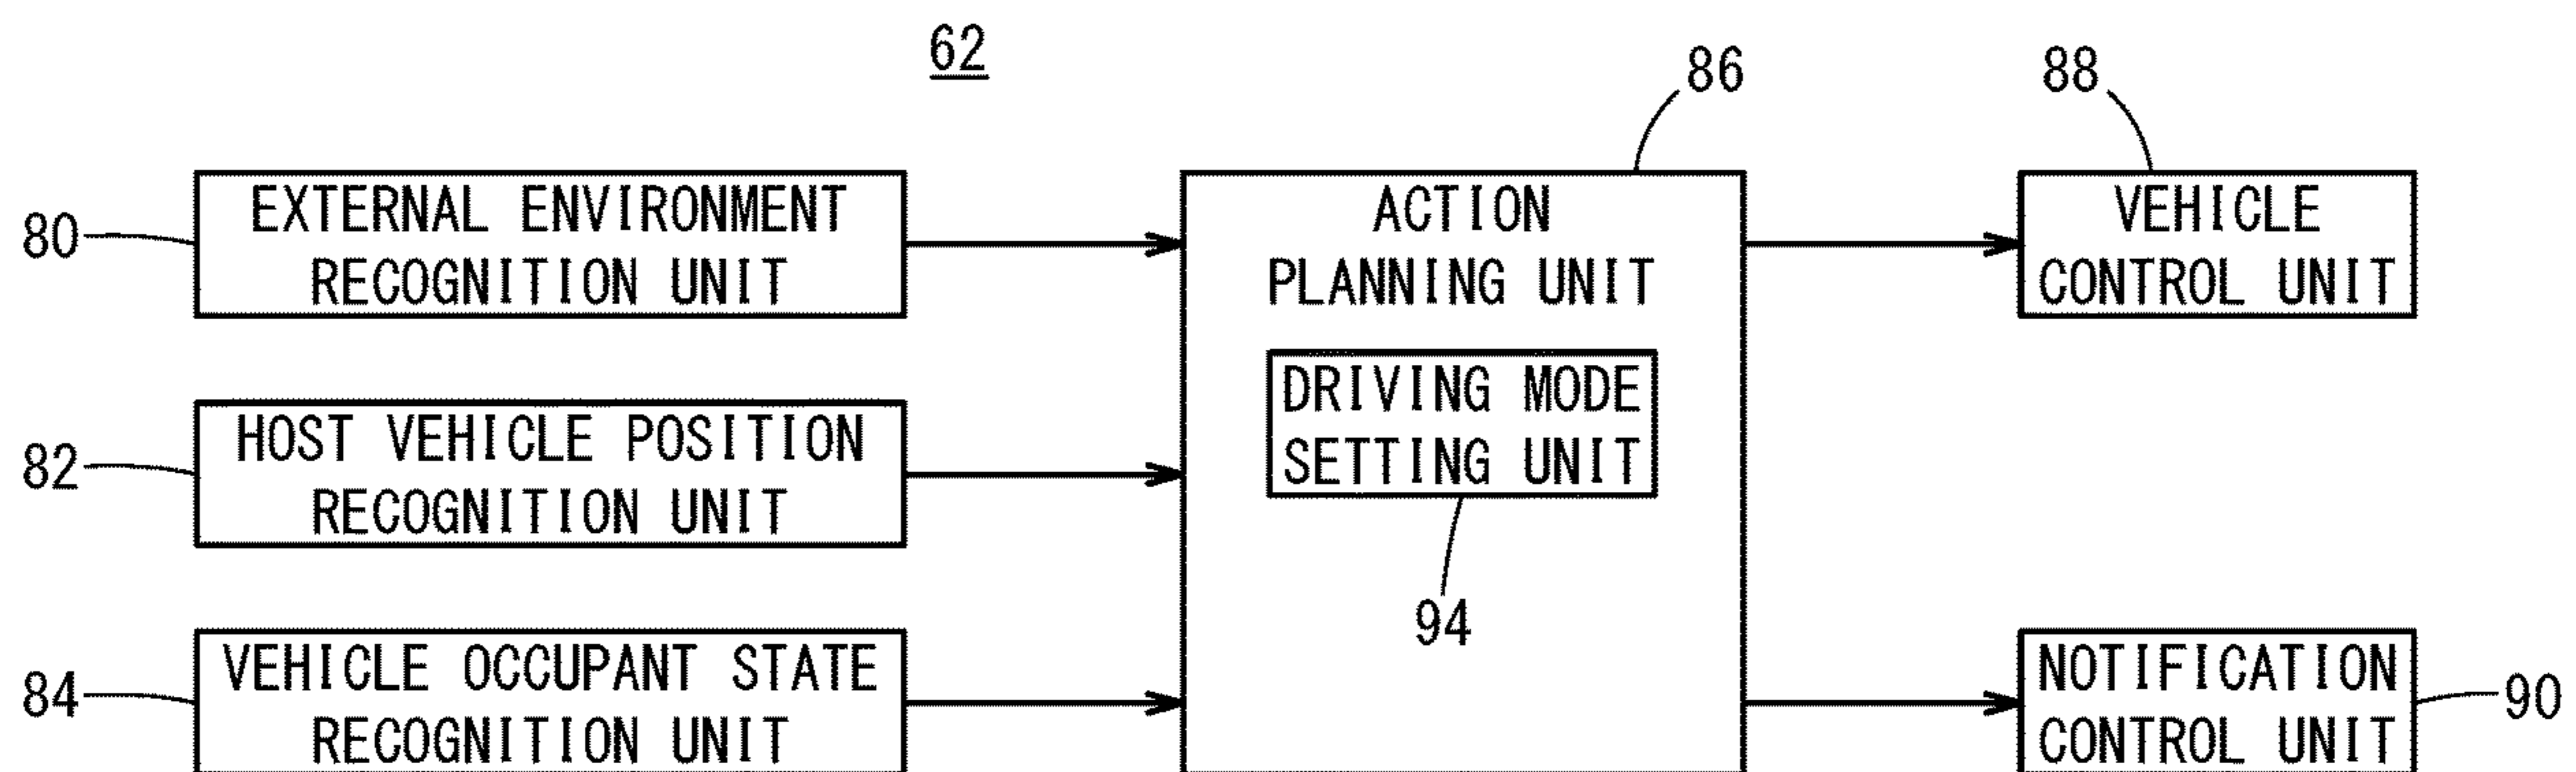 62
86
88
80
EXTERNAL ENVIRONMENT
RECOGNITION UNIT
ACTION
PLANNING UNIT
VEHICLE
CONTROL UNIT
82
HOST VEHICLE POSITION
RECOGNITION UNIT
DRIVING MODE
SETTING UNIT
94
84
VEHICLE OCCUPANT STATE
RECOGNITION UNIT
NOTIFICATION
CONTROL UNIT
90